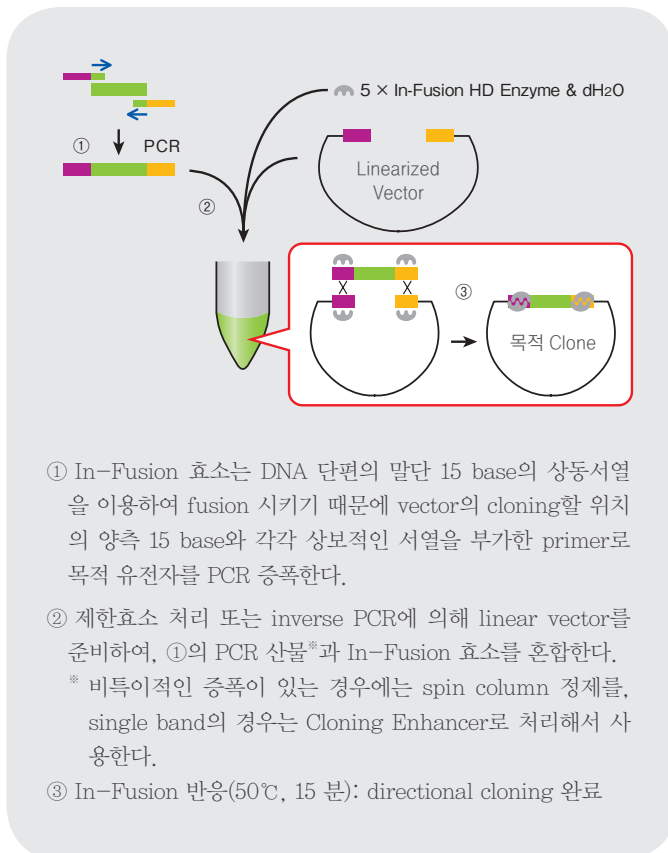 5 × In-Fusion HD Enzyme & dH2O
① PCR
Linearized
Vector
②
③
목적 Clone
① In-Fusion 효소는 DNA 단편의 말단 15 base의 상동서열
을 이용하여 fusion 시키기 때문에 vector의 cloning할 위치
의 양측 15 base와 각각 상보적인 서열을 부가한 primer로
목적 유전자를 PCR 증폭한다.
② 제한효소 처리 또는 inverse PCR에 의해 linear vector를
준비하여, ①의 PCR 산물※과 In-Fusion 효소를 혼합한다.
※ 비특이적인 증폭이 있는 경우에는 spin column 정제를,
single band의 경우는 Cloning Enhancer로 처리해서 사
용한다.
③ In-Fusion 반응(50℃, 15 분): directional cloning 완료